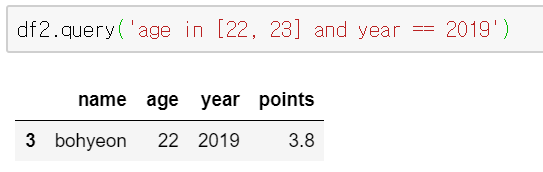 df2.query('age in [22, 23] and year == 2019')
name age year points
3 bohyeon 22 2019 3.8